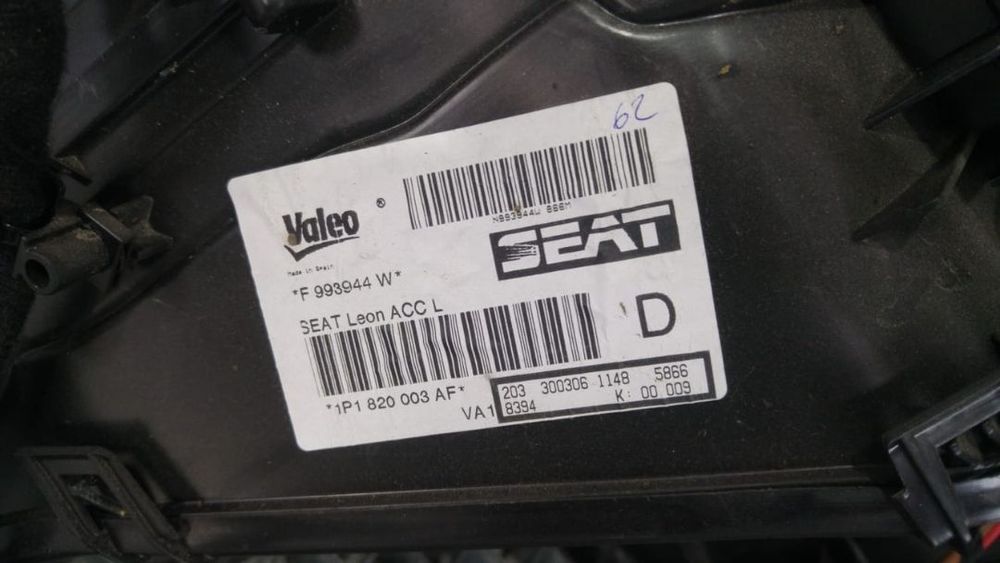 62
Valeo ®
N993944W 866M
SEAT
Made in Spain
*F 993944 W*
SEAT Leon ACC L
D
*1P1 820 003 AF*
VA1
203 300306 1148 5866
8394 K: 00 009